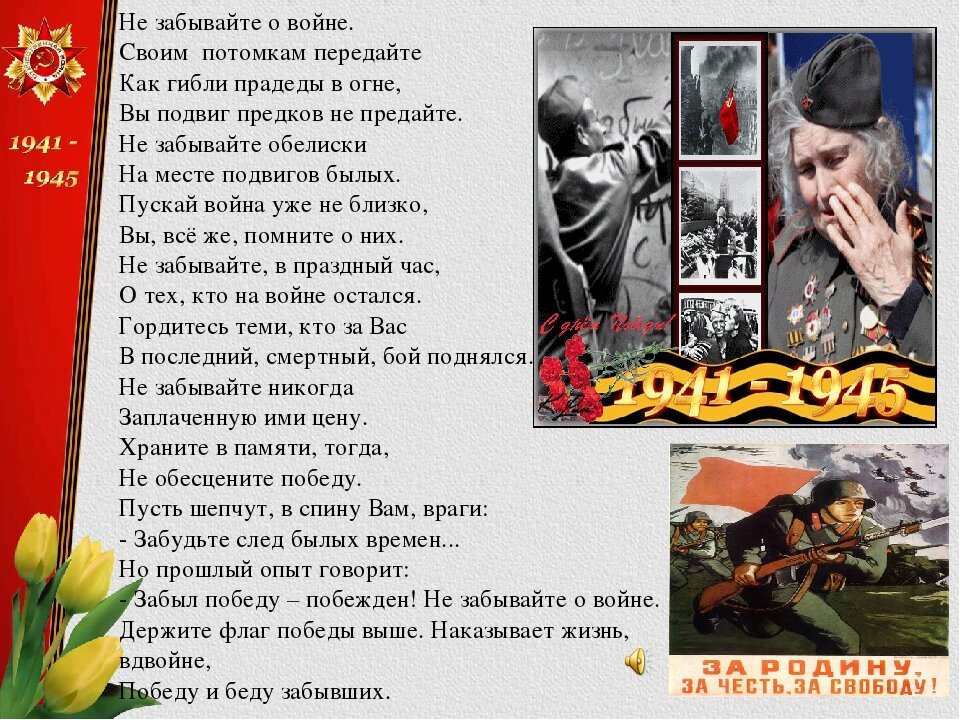 1941 -
1945
Не забывайте о войне.
Своим  потомкам передайте
Как гибли прадеды в огне,
Вы подвиг предков не предайте.
Не забывайте обелиски
На месте подвигов былых.
Пускай война уже не близко,
Вы, всё же, помните о них.
Не забывайте, в праздный час,
О тех, кто на войне остался.
Гордитесь теми, кто за Вас
В последний, смертный, бой поднялся.
Не забывайте никогда
Заплаченную ими цену.
Храните в памяти, тогда,
Не обесцените победу.
Пусть шепчут, в спину Вам, враги:
- Забудьте след былых времен...
Но прошлый опыт говорит:
- Забыл победу – побежден! Не забывайте о войне.
Держите флаг победы выше. Наказывает жизнь,
вдвойне,
Победу и беду забывших.
С днём Победы!
1941 - 1945
ЗА РОДИНУ,
ЗА ЧЕСТЬ, ЗА СВОБОДУ!